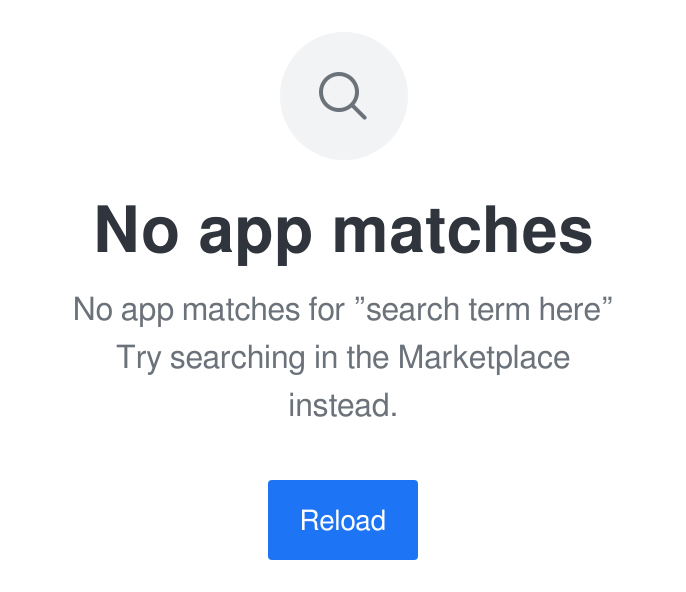 No app matches
No app matches for ”search term here”
Try searching in the Marketplace
instead.
Reload